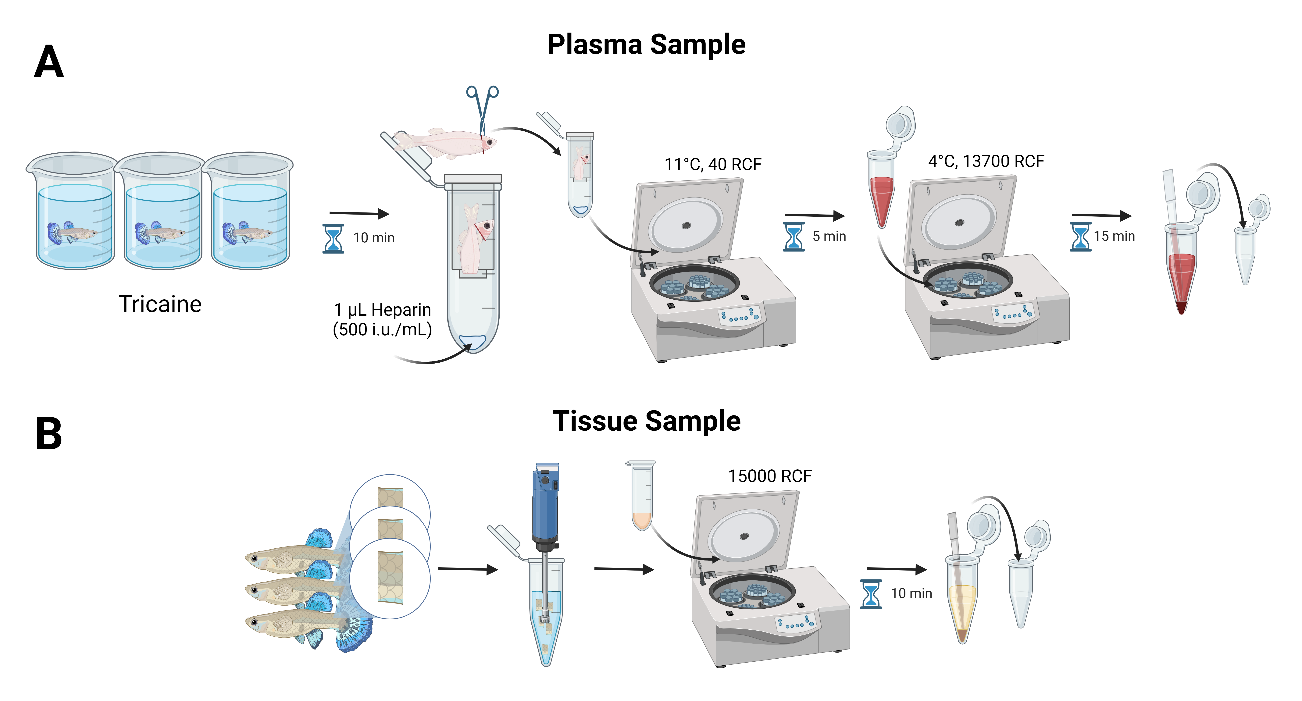 A
Plasma Sample
11°C, 40 RCF
4°C, 13700 RCF
10 min
5 min
15 min
Tricaine
1 µL Heparin
(500 i.u./mL)
B
Tissue Sample
15000 RCF
10 min